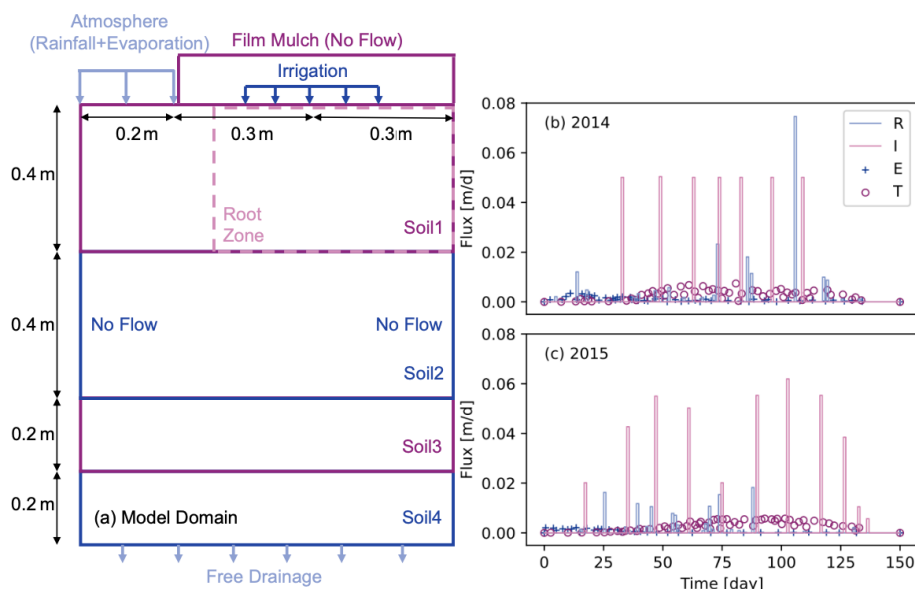 Atmosphere
(Rainfall+Evaporation)
Film Mulch (No Flow)
Irrigation
0.2 m
0.3 m
0.3 m
0.4 m
Root
Zone
Soil1
0.4 m
No Flow
No Flow
Soil2
0.2 m
Soil3
0.2 m
(a) Model Domain
Soil4
Free Drainage
0.08
0.06
0.04
0.02
0.00
Flux [m/d]
(b) 2014
R
I
E
T
0.08
0.06
0.04
0.02
0.00
Flux [m/d]
(c) 2015
0
25
50
75
100
125
150
Time [day]